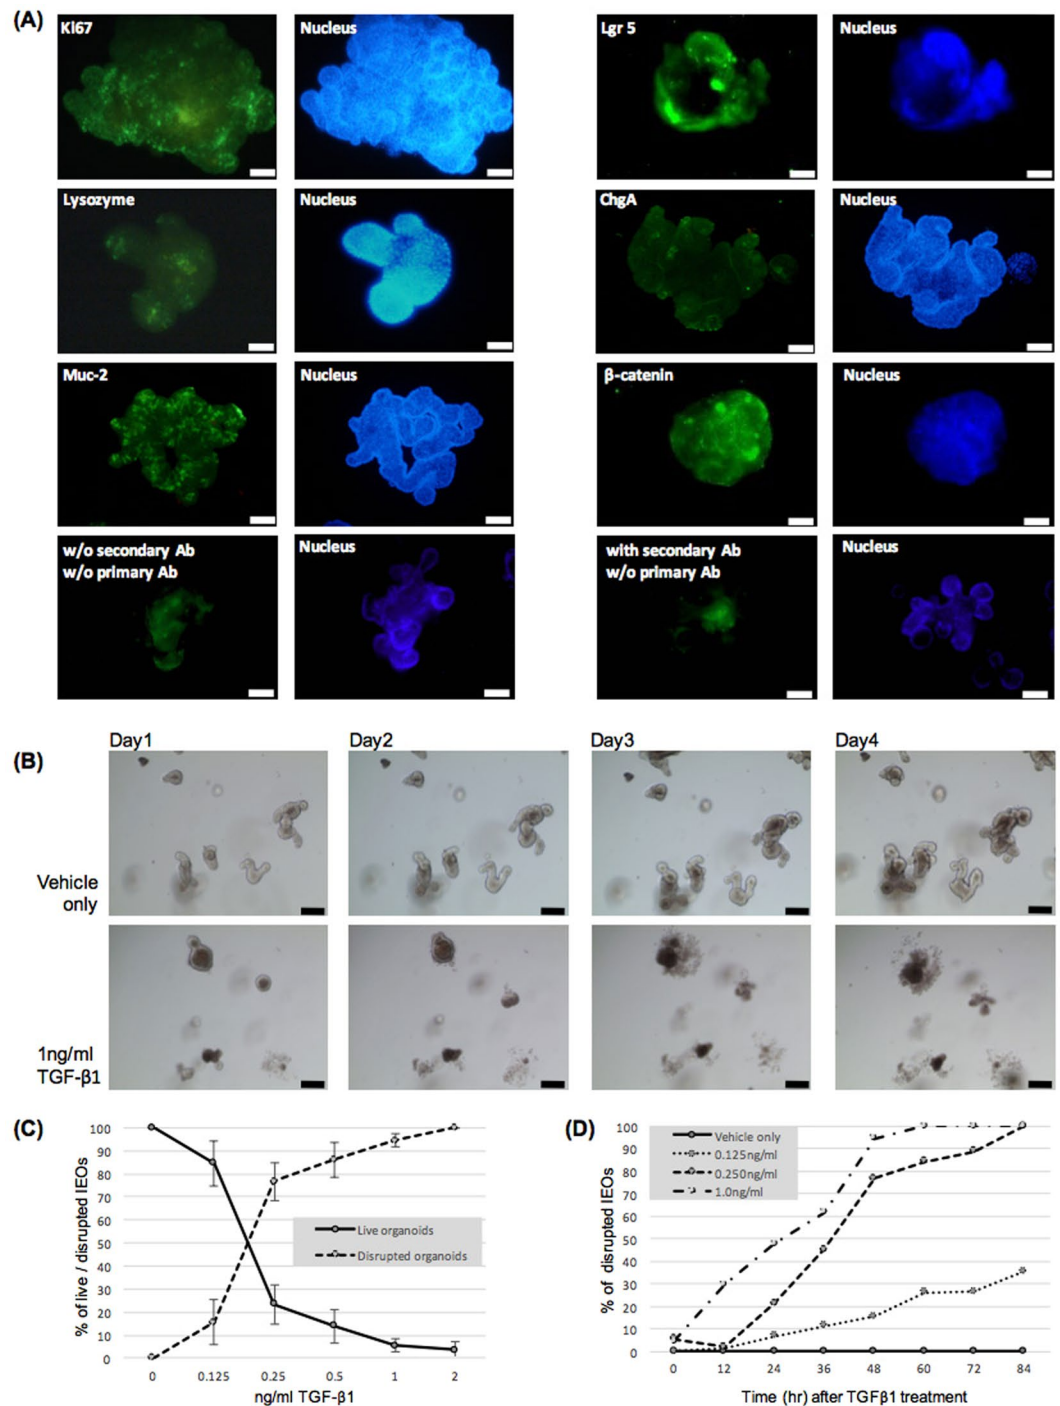 (A)
KI67
Nucleus
Lgr 5
Nucleus
Lysozyme
Nucleus
ChgA
Nucleus
Muc-2
Nucleus
β-catenin
Nucleus
w/o secondary Ab
w/o primary Ab
Nucleus
with secondary Ab
w/o primary Ab
Nucleus
(B)
Day1
Day2
Day3
Day4
Vehicle
only
1ng/ml
TGF-β1
(C)
% of live / disrupted IEOs
100
90
80
70
60
50
40
30
20
10
0
Live organoids
Disrupted organoids
0 0.125 0.25 0.5 1 2
ng/ml TGF-β1
(D)
% of disrupted IEOs
100
90
80
70
60
50
40
30
20
10
0
Vehicle only
0.125ng/ml
0.250ng/ml
1.0ng/ml
0 12 24 36 48 60 72 84
Time (hr) after TGFβ1 treatment